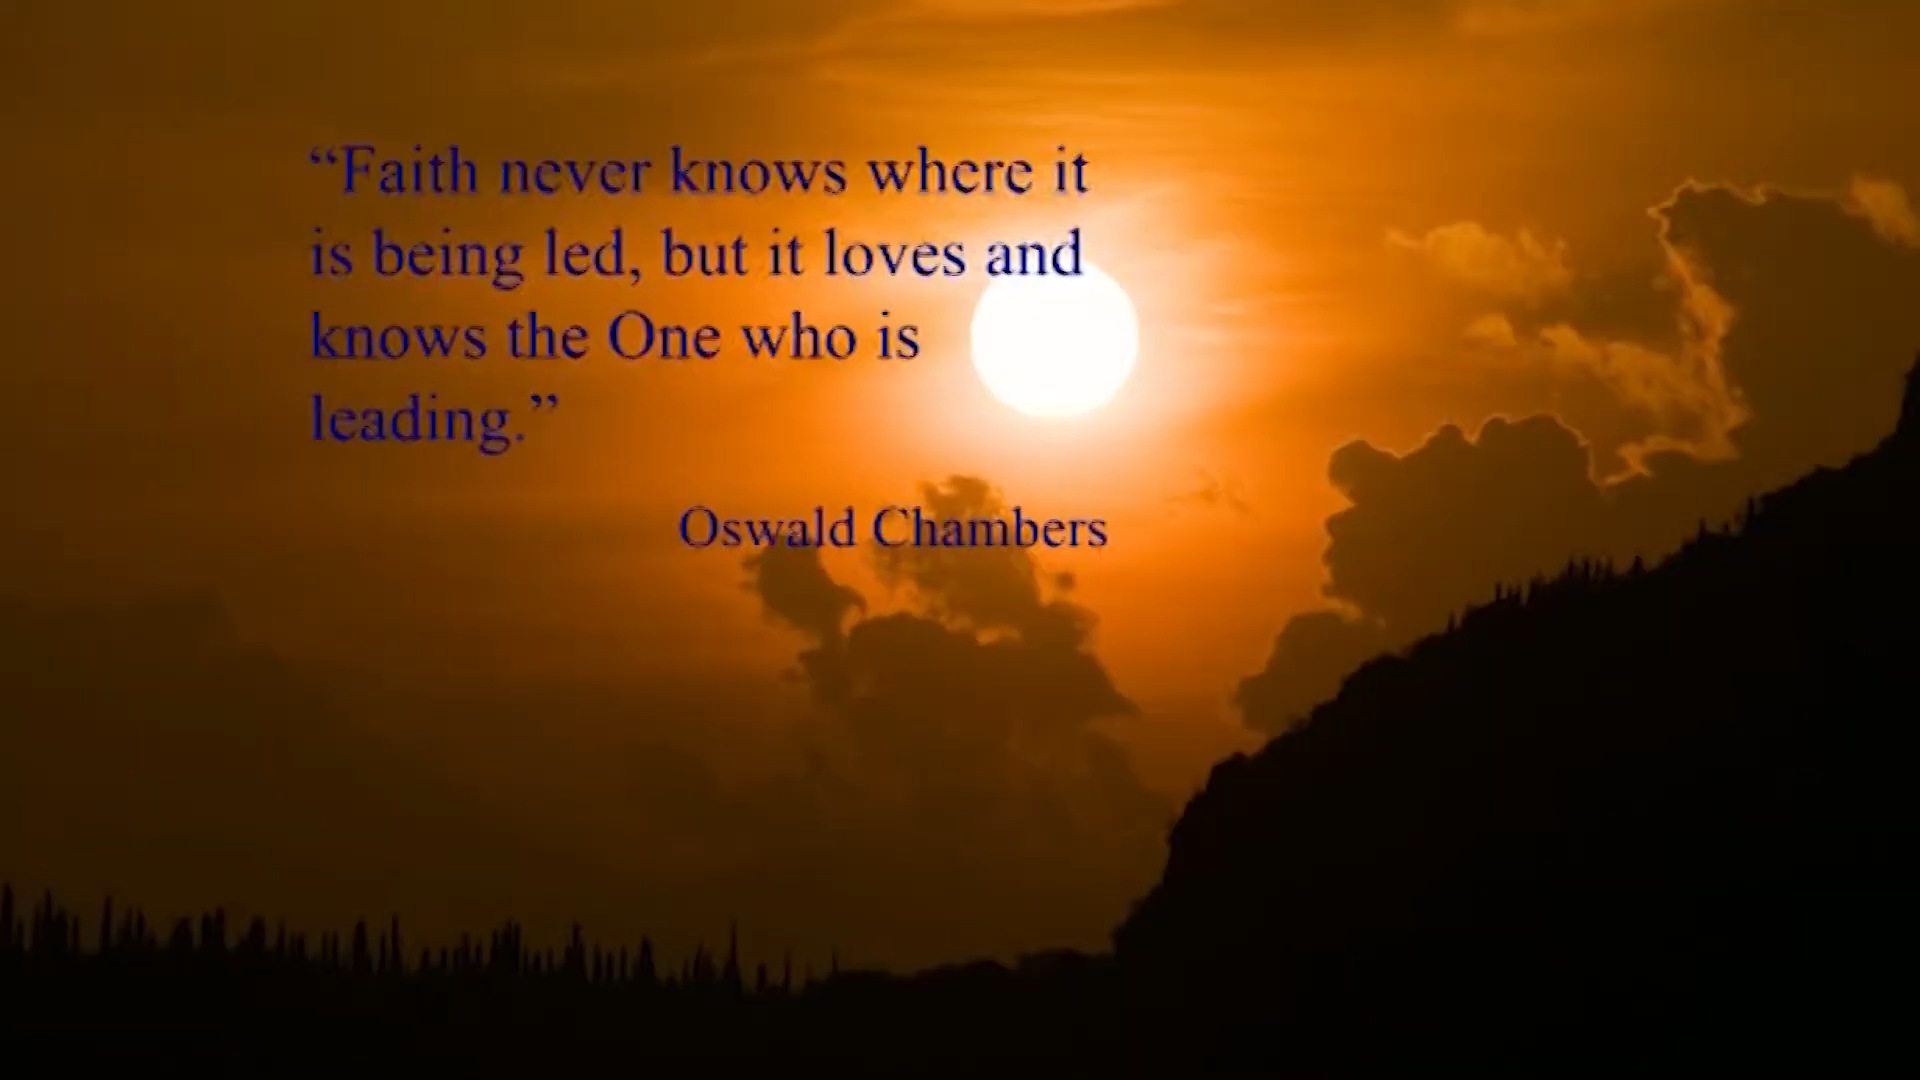 “Faith never knows where it
is being led, but it loves and
knows the One who is
leading.”
Oswald Chambers